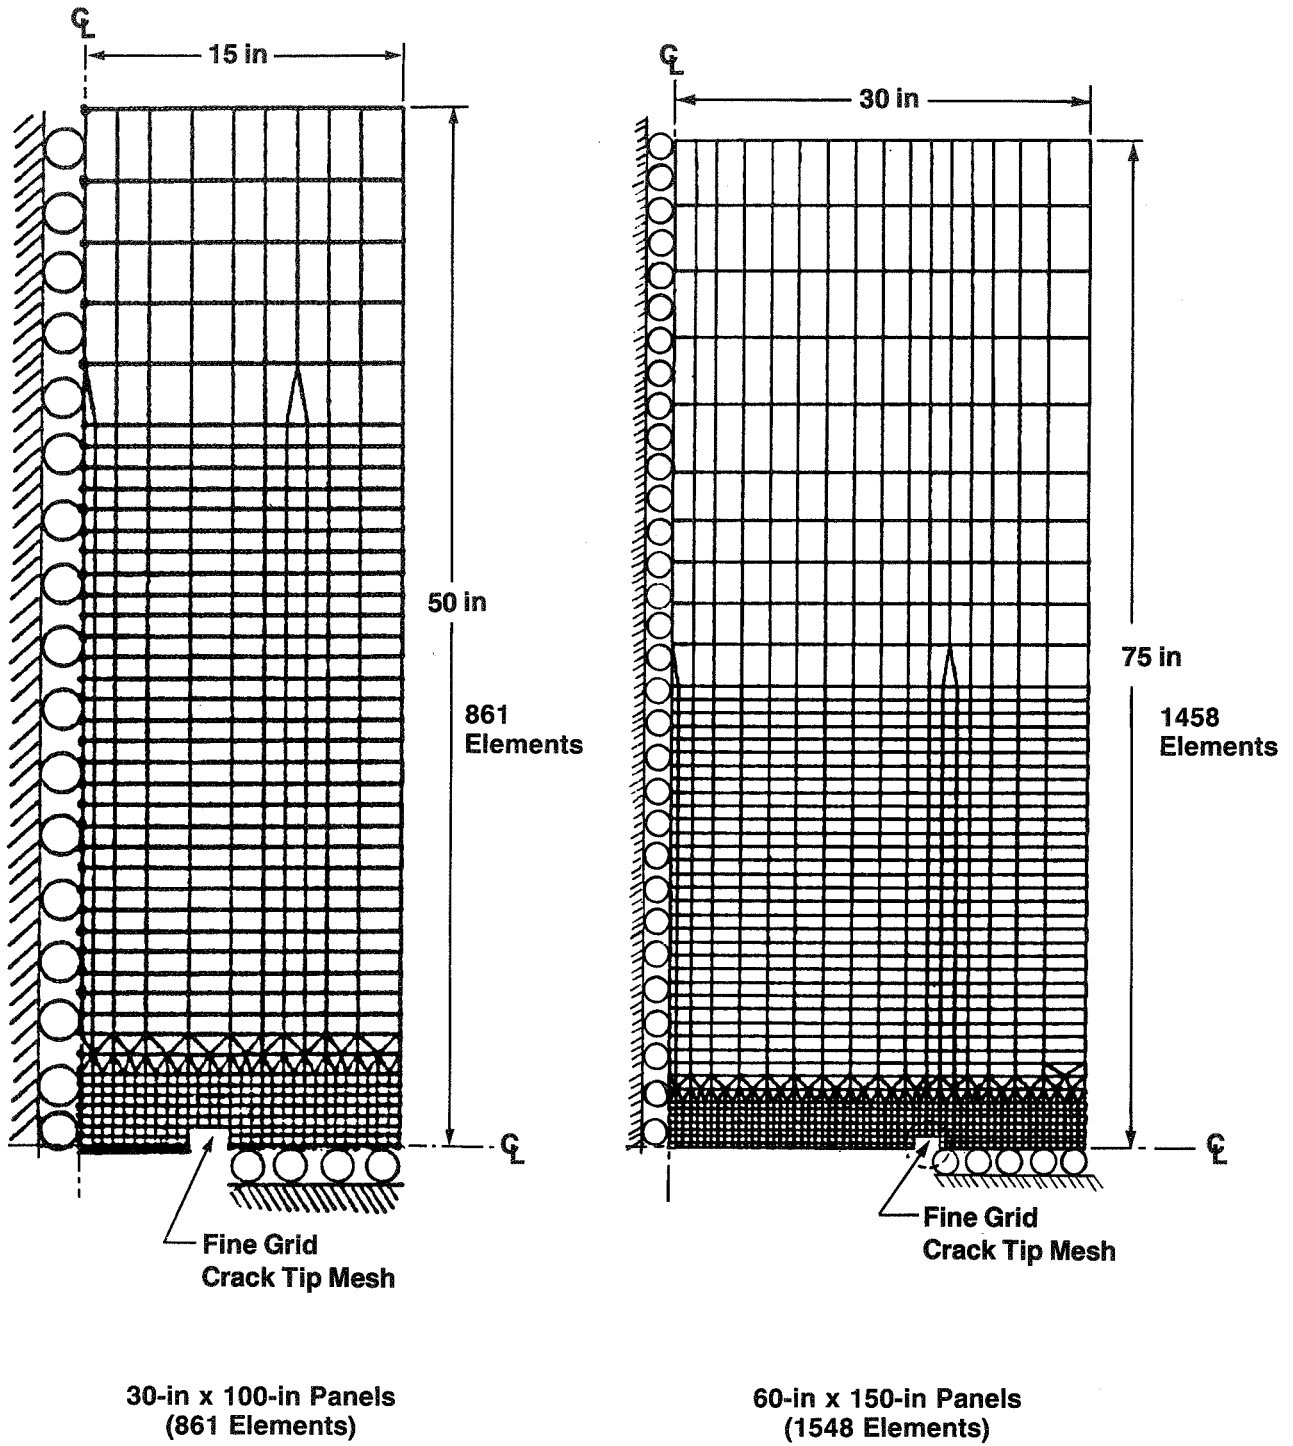 ℄
15 in
50 in
861
Elements
℄
Fine Grid
Crack Tip Mesh
30-in x 100-in Panels
(861 Elements)
℄
30 in
75 in
1458
Elements
℄
Fine Grid
Crack Tip Mesh
60-in x 150-in Panels
(1548 Elements)